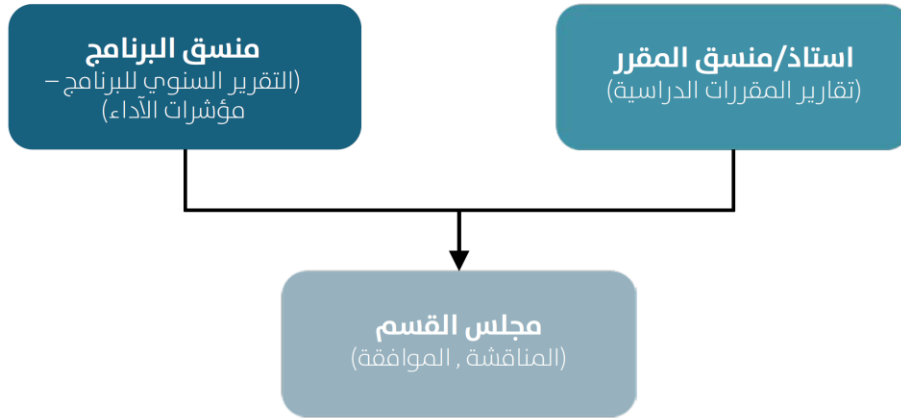 استاذ/منسق المقرر
(تقارير المقررات الدراسية)
منسق البرنامج
(التقرير السنوي للبرنامج –
مؤشرات الآداء)
مجلس القسم
(المناقشة , الموافقة)